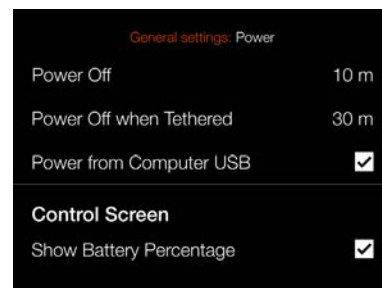 General settings: Power
Power Off 10 m
Power Off when Tethered 30 m
Power from Computer USB
Control Screen
Show Battery Percentage